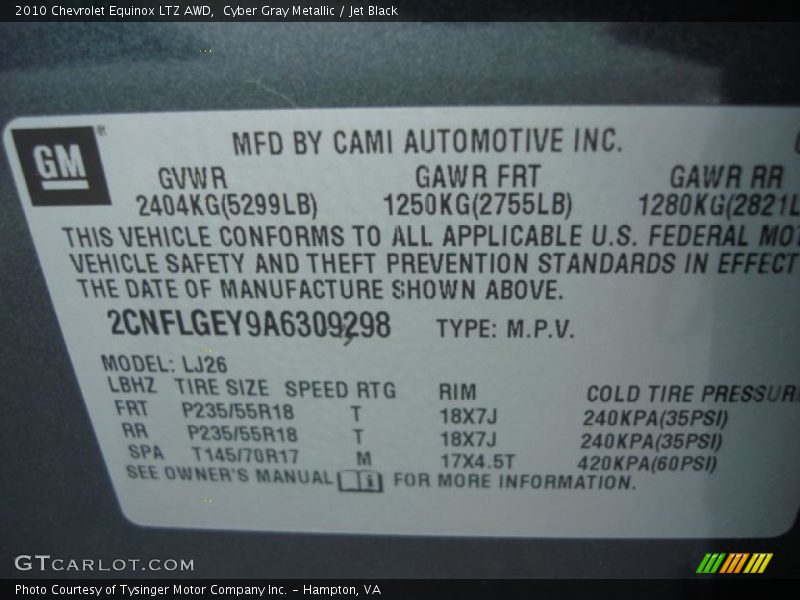 2010 Chevrolet Equinox LTZ AWD,  Cyber Gray Metallic / Jet Black
GM ®
MFD BY CAMI AUTOMOTIVE INC.
GVWR GAWR FRT GAWR RR
2404KG(5299LB) 1250KG(2755LB) 1280KG(2821L
THIS VEHICLE CONFORMS TO ALL APPLICABLE U.S. FEDERAL MOT
VEHICLE SAFETY AND THEFT PREVENTION STANDARDS IN EFFECT
THE DATE OF MANUFACTURE SHOWN ABOVE.
2CNFLGEY9A6309298 TYPE: M.P.V.
MODEL: LJ26
LBHZ TIRE SIZE SPEED RTG RIM COLD TIRE PRESSUR
FRT P235/55R18 T 18X7J 240KPA(35PSI)
RR P235/55R18 T 18X7J 240KPA(35PSI)
SPA T145/70R17 M 17X4.5T 420KPA(60PSI)
SEE OWNER'S MANUAL i FOR MORE INFORMATION.
GTCARLOT.COM
Photo Courtesy of Tysinger Motor Company Inc. - Hampton, VA